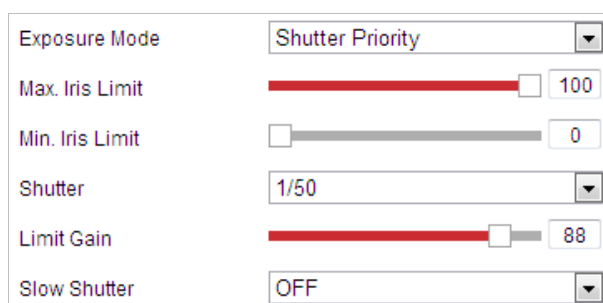 Exposure Mode Shutter Priority
Max. Iris Limit 100
Min. Iris Limit 0
Shutter 1/50
Limit Gain 88
Slow Shutter OFF